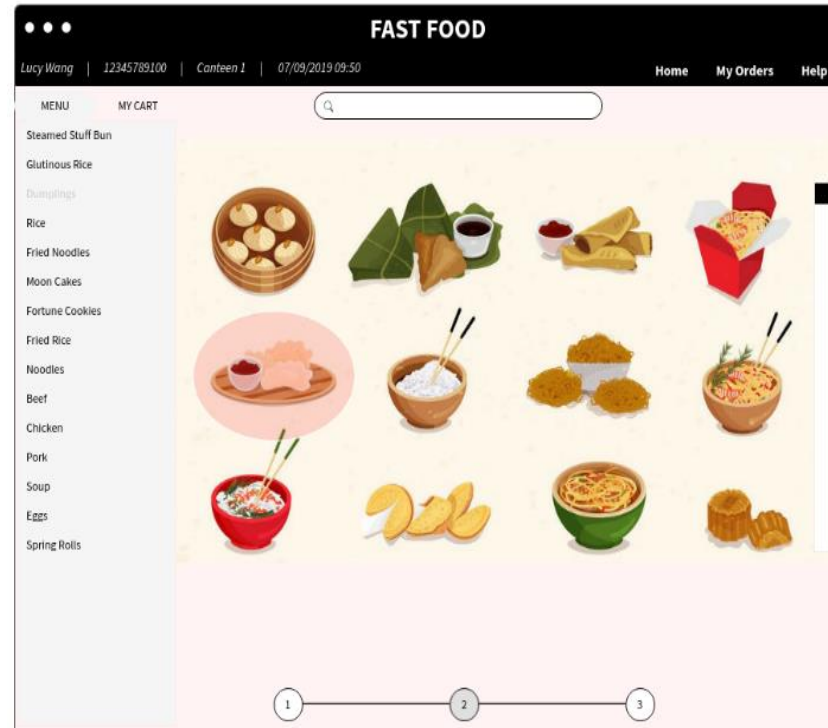 FAST FOOD
Lucy Wang | 12345789100 | Canteen 1 | 07/09/2019 09:50
Home My Orders Help
MENU MY CART
Steamed Stuff Bun
Glutinous Rice
Dumplings
Rice
Fried Noodles
Moon Cakes
Fortune Cookies
Fried Rice
Noodles
Beef
Chicken
Pork
Soup
Eggs
Spring Rolls
1 2 3